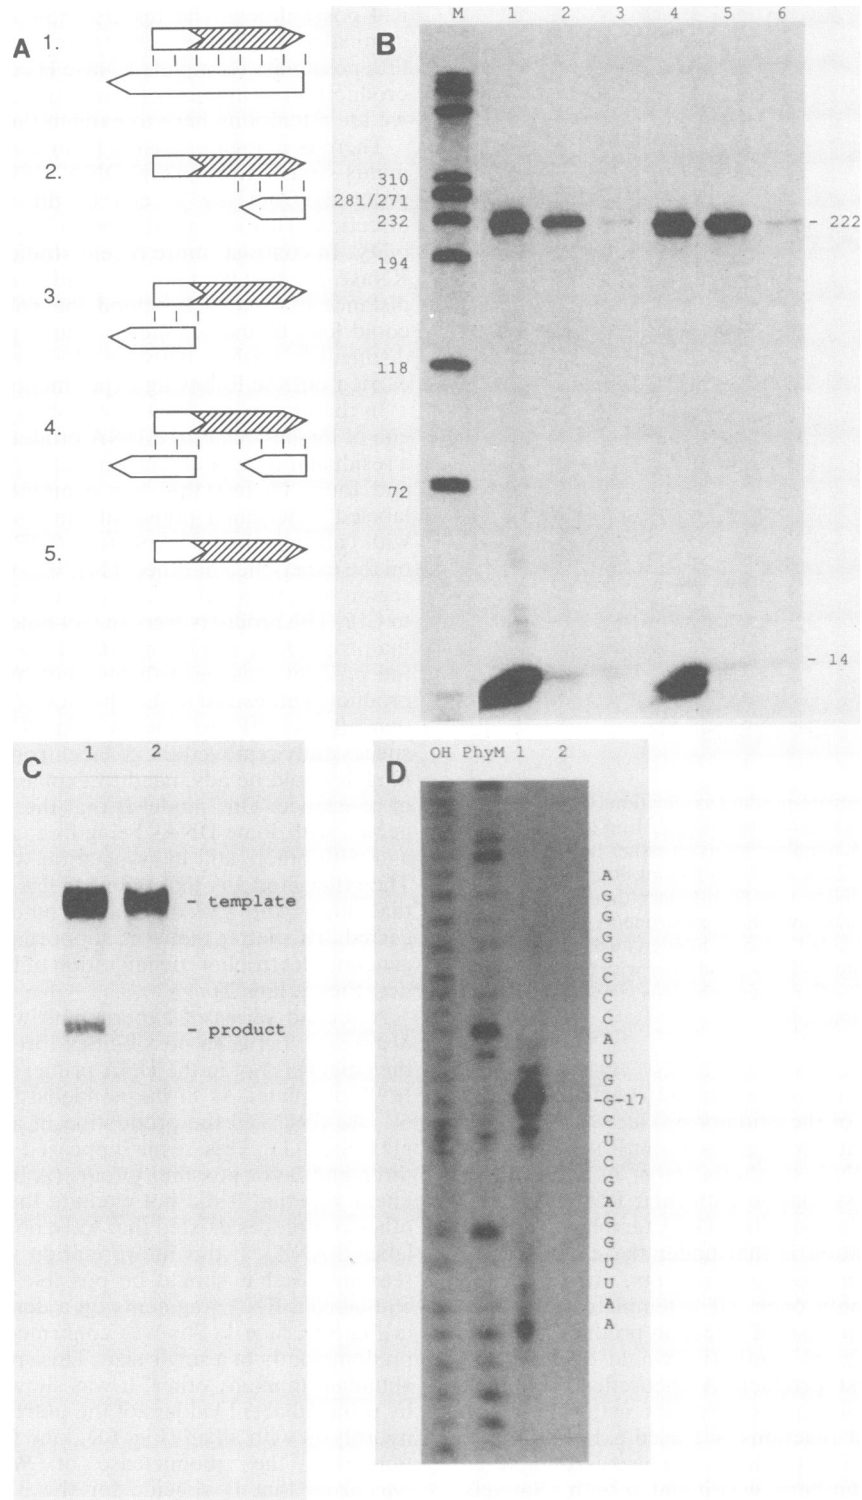 A
1.
2.
3.
4.
5.
B
M 1 2 3 4 5 6
310
281/271
232
194
118
72
- 222
- 14
C
1 2
- template
- product
D
OH PhyM 1 2
A
G
G
G
G
C
C
C
A
U
G
-G-17
C
U
C
G
A
G
G
U
U
A
A